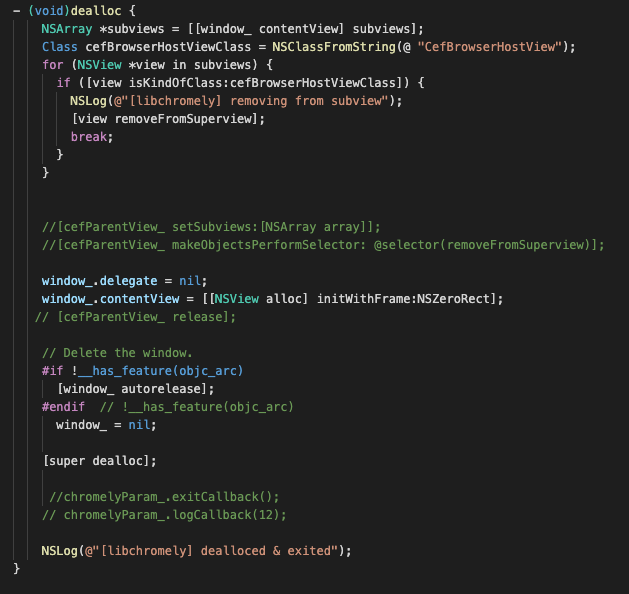 - (void)dealloc {
NSArray *subviews = [[window_ contentView] subviews];
Class cefBrowserHostViewClass = NSClassFromString(@ "CefBrowserHostView");
for (NSView *view in subviews) {
if ([view isKindOfClass:cefBrowserHostViewClass]) {
NSLog(@"[libchromely] removing from subview");
[view removeFromSuperview];
break;
}
}
//[cefParentView_ setSubviews:[NSArray array]];
//[cefParentView_ makeObjectsPerformSelector: @selector(removeFromSuperview)];
window_.delegate = nil;
window_.contentView = [[NSView alloc] initWithFrame:NSZeroRect];
// [cefParentView_ release];
// Delete the window.
#if !__has_feature(objc_arc)
[window_ autorelease];
#endif  // !__has_feature(objc_arc)
window_ = nil;
[super dealloc];
//chromelyParam_.exitCallback();
// chromelyParam_.logCallback(12);
NSLog(@"[libchromely] dealloced & exited");
}